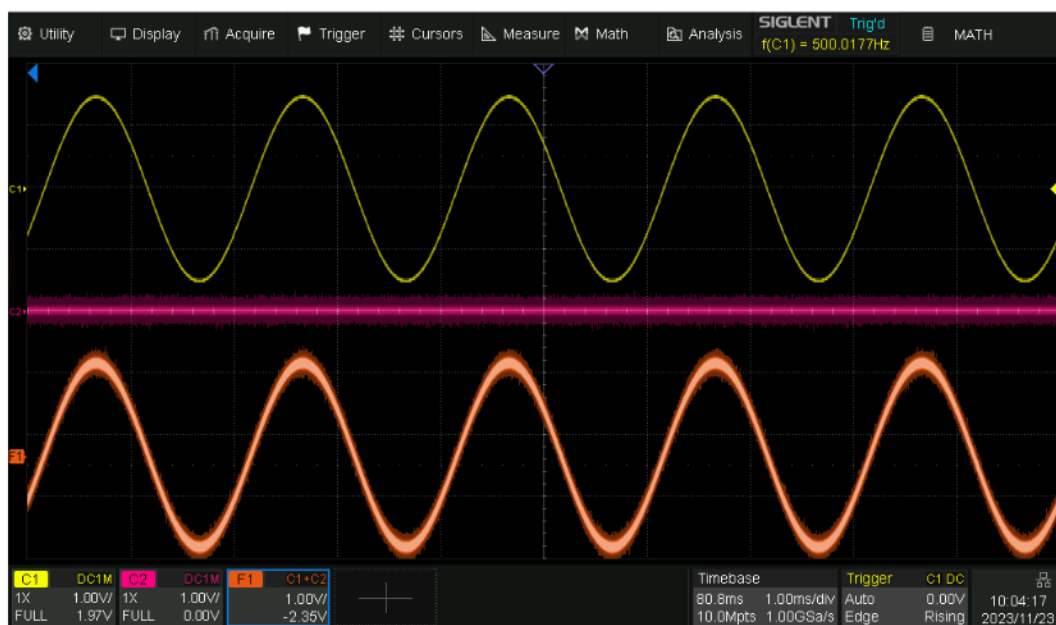 Utility Display Acquire Trigger Cursors Measure Math Analysis SIGLENT Trig'd MATH
f(C1) = 500.0177Hz
C1
C2
F1
C1 DC1M C2 DC1M F1 C1+C2 Timebase Trigger C1 DC
1X 1.00V/ 1X 1.00V/ 1.00V/ 80.8ms 1.00ms/div Auto 0.00V 10:04:17
FULL 1.97V FULL 0.00V -2.35V 10.0Mpts 1.00GSa/s Edge Rising 2023/11/23